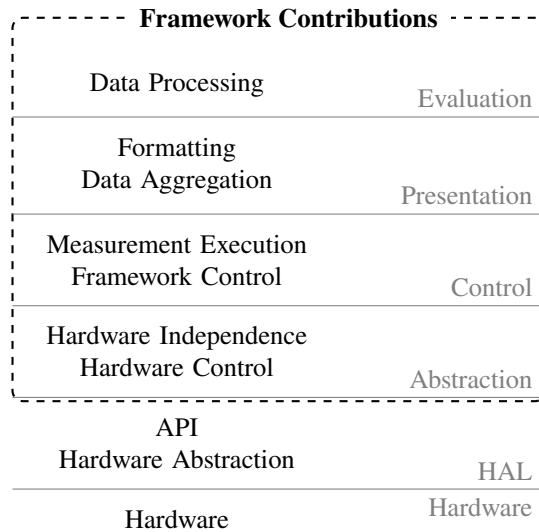 Framework Contributions
Data Processing
Evaluation
Formatting
Data Aggregation
Presentation
Measurement Execution
Framework Control
Control
Hardware Independence
Hardware Control
Abstraction
API
Hardware Abstraction
HAL
Hardware
Hardware